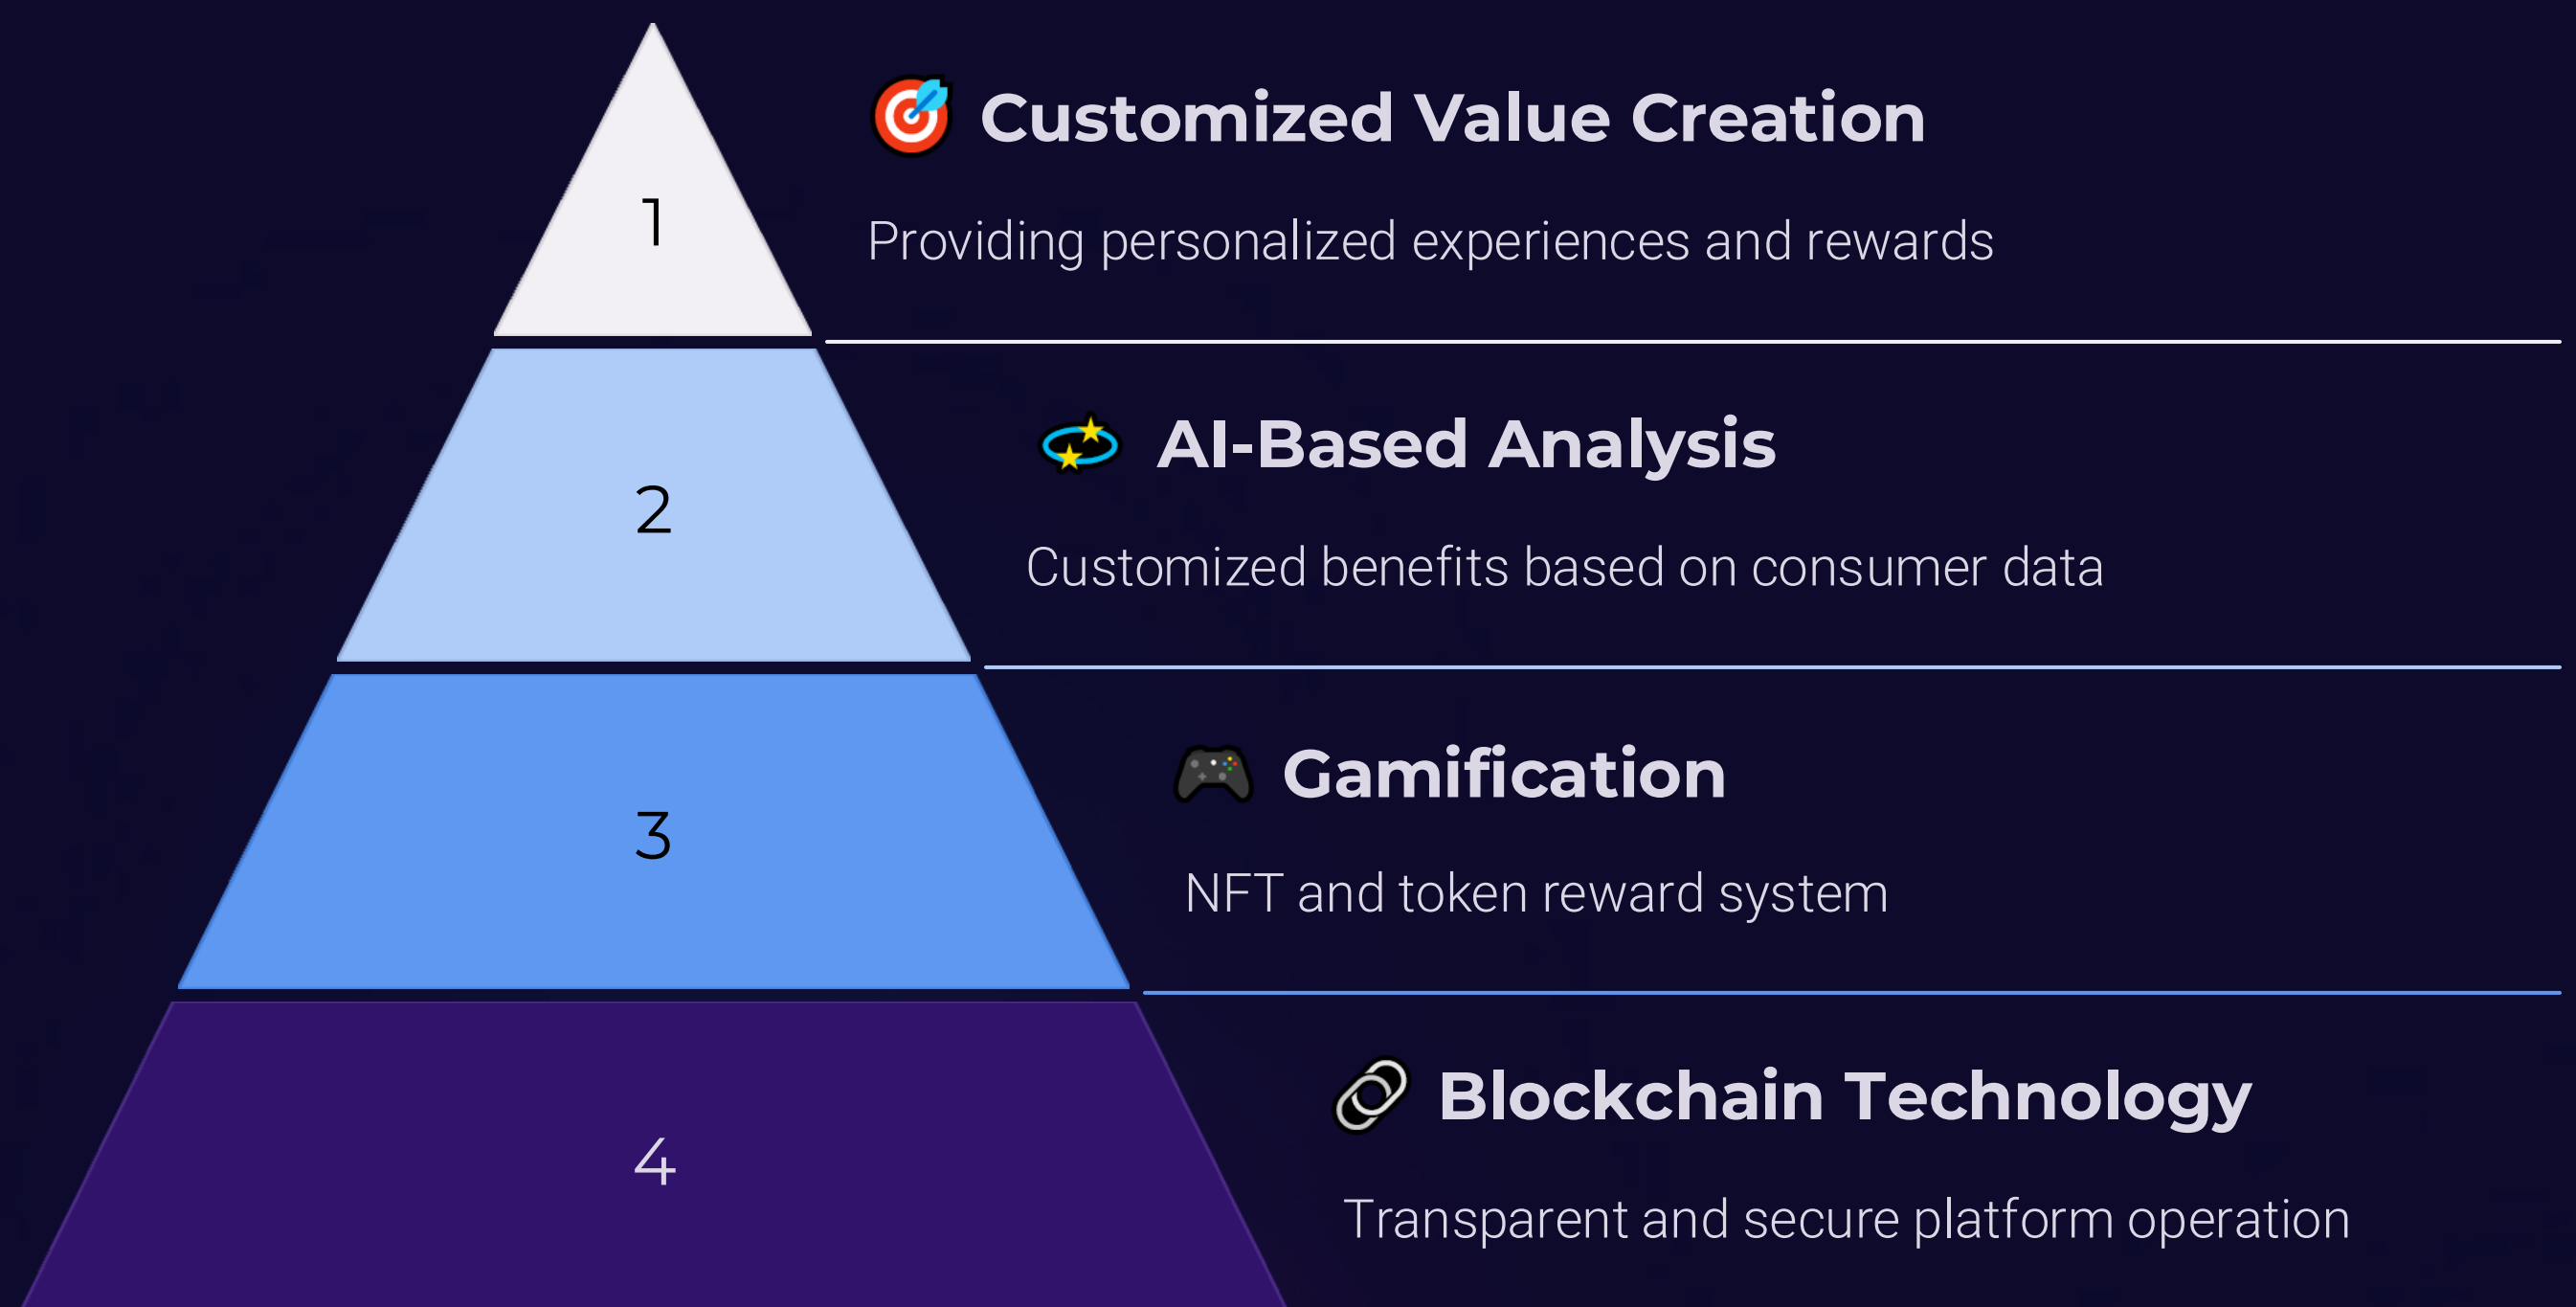 1
Customized Value Creation
Providing personalized experiences and rewards
2
AI-Based Analysis
Customized benefits based on consumer data
3
Gamification
NFT and token reward system
4
Blockchain Technology
Transparent and secure platform operation